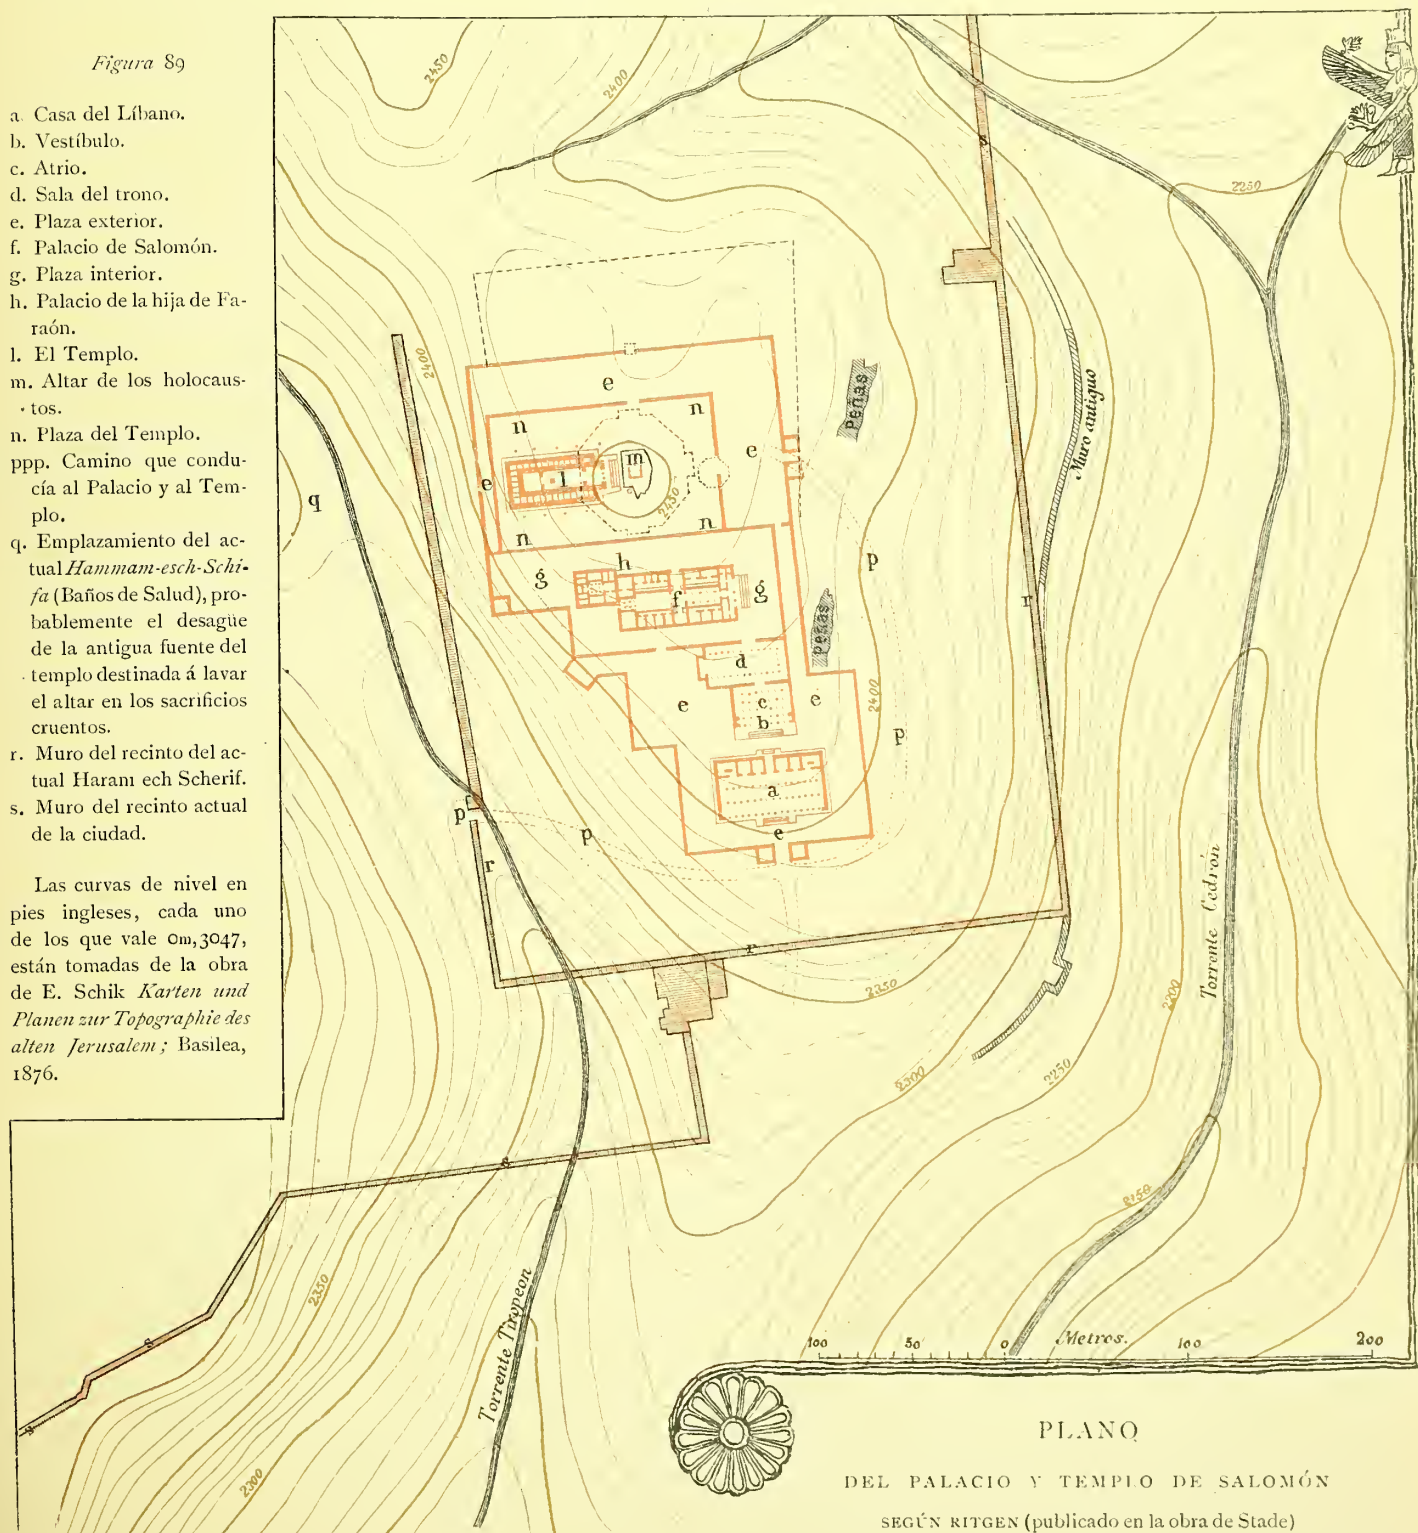 Figura 89
a. Casa del Líbano.
b. Vestíbulo.
c. Atrio.
d. Sala del trono.
e. Plaza exterior.
f. Palacio de Salomón.
g. Plaza interior.
h. Palacio de la hija de Fa-
raón.
l. El Templo.
m. Altar de los holocaus-
tos.
n. Plaza del Templo.
ppp. Camino que condu-
cía al Palacio y al Tem-
plo.
q. Emplazamiento del ac-
tual Hammam-esch-Schi-
fa (Baños de Salud), pro-
bablemente el desagüe
de la antigua fuente del
templo destinada á lavar
el altar en los sacrificios
cruentos.
r. Muro del recinto del ac-
tual Haram ech Scherif.
s. Muro del recinto actual
de la ciudad.
Las curvas de nivel en
pies ingleses, cada uno
de los que vale 0m,3047,
están tomadas de la obra
de E. Schik Karten und
Planen zur Topographie des
alten Jerusalem; Basilea,
1876.
2450
2400
s
2250
2400
Peñas
Muro antiguo
e
n
n
e
l
m
e
2450
q
n
n
h
g
f
g
p
r
Peñas
d
e
c
e
b
2400
p
a
p
p
e
r
r
Torrente Cedrón
2350
2200
2300
2250
s
2150
2350
Torrente Tiropeon
s
s
2300
100 50 0 Metros. 100 200
PLANO
DEL PALACIO Y TEMPLO DE SALOMÓN
SEGÚN RITGEN (publicado en la obra de Stade)